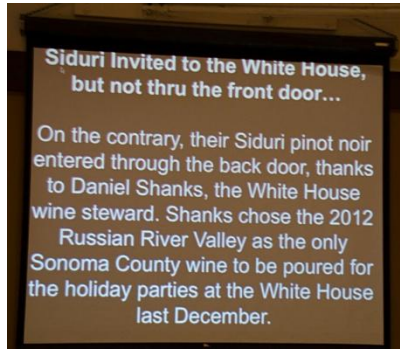 Siduri Invited to the White House,
but not thru the front door…
On the contrary, their Siduri pinot noir
entered through the back door, thanks
to Daniel Shanks, the White House
wine steward. Shanks chose the 2012
Russian River Valley as the only
Sonoma County wine to be poured for
the holiday parties at the White House
last December.